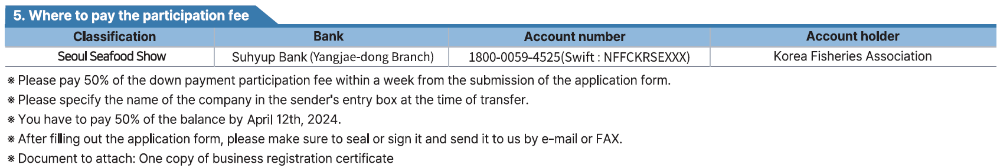 5. Where to pay the participation fee
Classification Bank Account number Account holder
Seoul Seafood Show Suhyup Bank (Yangjae-dong Branch) 1800-0059-4525(Swift : NFFCKRSEXXX) Korea Fisheries Association
※ Please pay 50% of the down payment participation fee within a week from the submission of the application form.
※ Please specify the name of the company in the sender's entry box at the time of transfer.
※ You have to pay 50% of the balance by April 12th, 2024.
※ After filling out the application form, please make sure to seal or sign it and send it to us by e-mail or FAX.
※ Document to attach: One copy of business registration certificate